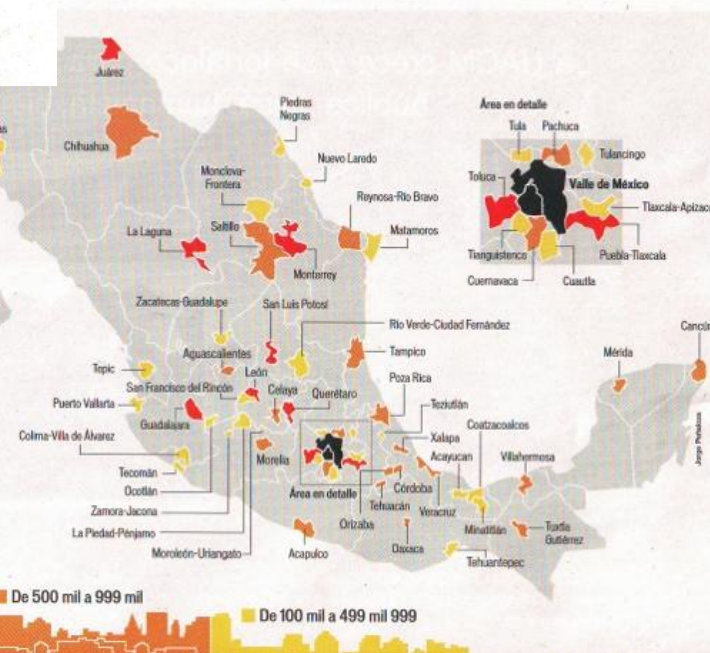 Juárez
Chihuahua
Piedras
Negras
Nuevo Laredo
Monclova-
Frontera
Reynosa-Río Bravo
La Laguna
Saltillo
Matamoros
Monterrey
Zacatecas-Guadalupe
San Luis Potosí
Río Verde-Ciudad Fernández
Aguascalientes
Tampico
Tepic
León
San Francisco del Rincón
Celaya
Querétaro
Poza Rica
Puerto Vallarta
Guadalajara
Teziutlán
Colima-Villa de Álvarez
Xalapa
Coatzacoalcos
Morelia
Acayucan
Villahermosa
Tecomán
Área en detalle
Córdoba
Ocotlán
Tehuacán
Veracruz
Zamora-Jacona
Orizaba
Minatitlán
Tuxtla
Gutiérrez
La Piedad-Pénjamo
Moroleón-Uriangato
Acapulco
Oaxaca
Tehuantepec
Área en detalle
Tula
Pachuca
Tulancingo
Toluca
Valle de México
Tlaxcala-Apizaco
Tianguistenco
Puebla-Tlaxcala
Cuernavaca
Cuautla
Cancún
Mérida
Jorge Peñaloza
De 500 mil a 999 mil
De 100 mil a 499 mil 999